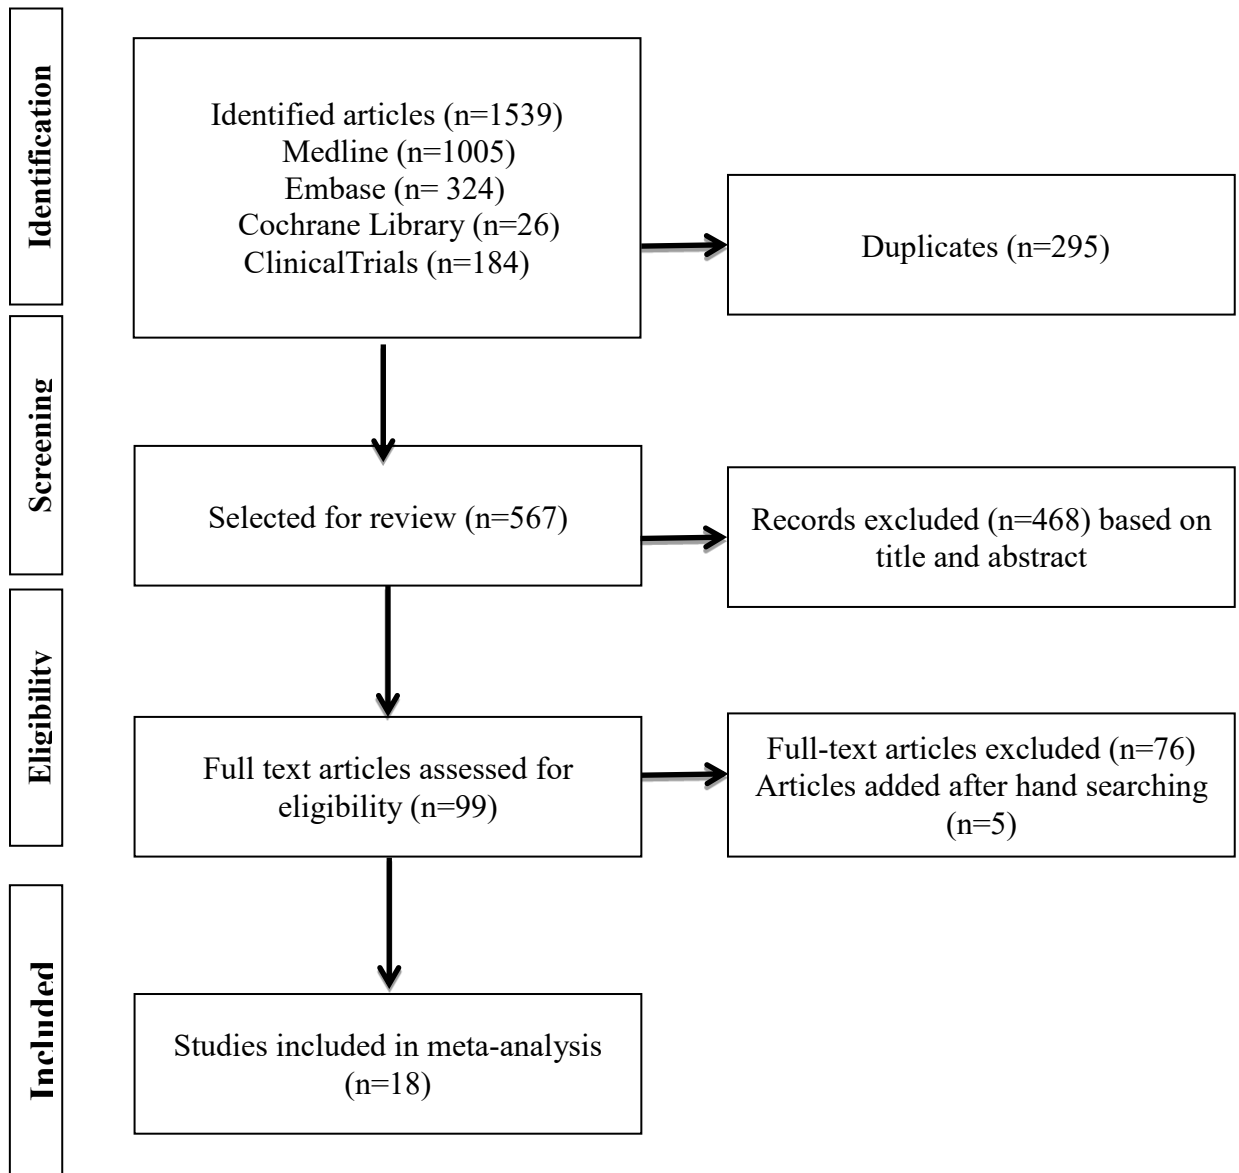 Identification
Identified articles (n=1539)
Medline (n=1005)
Embase (n= 324)
Cochrane Library (n=26)
ClinicalTrials (n=184)
Duplicates (n=295)
Screening
Selected for review (n=567)
Records excluded (n=468) based on
title and abstract
Eligibility
Full text articles assessed for
eligibility (n=99)
Full-text articles excluded (n=76)
Articles added after hand searching
(n=5)
Included
Studies included in meta-analysis
(n=18)